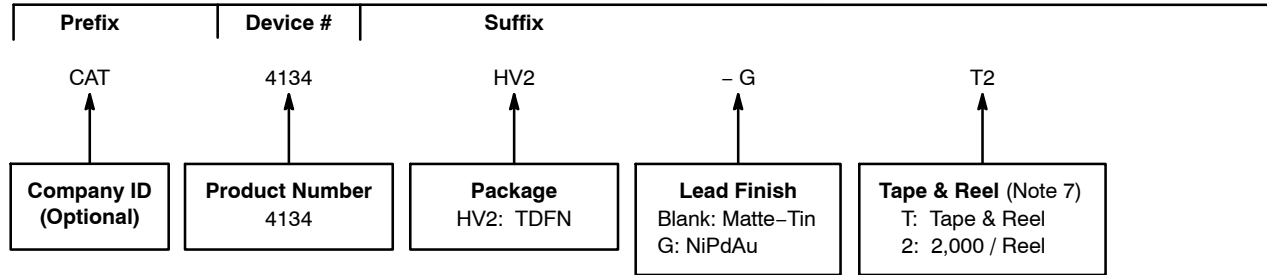 Prefix Device # Suffix
CAT 4134 HV2 – G T2
Company ID
(Optional)
Product Number
4134
Package
HV2: TDFN
Lead Finish
Blank: Matte−Tin
G: NiPdAu
Tape & Reel (Note 7)
T: Tape & Reel
2: 2,000 / Reel